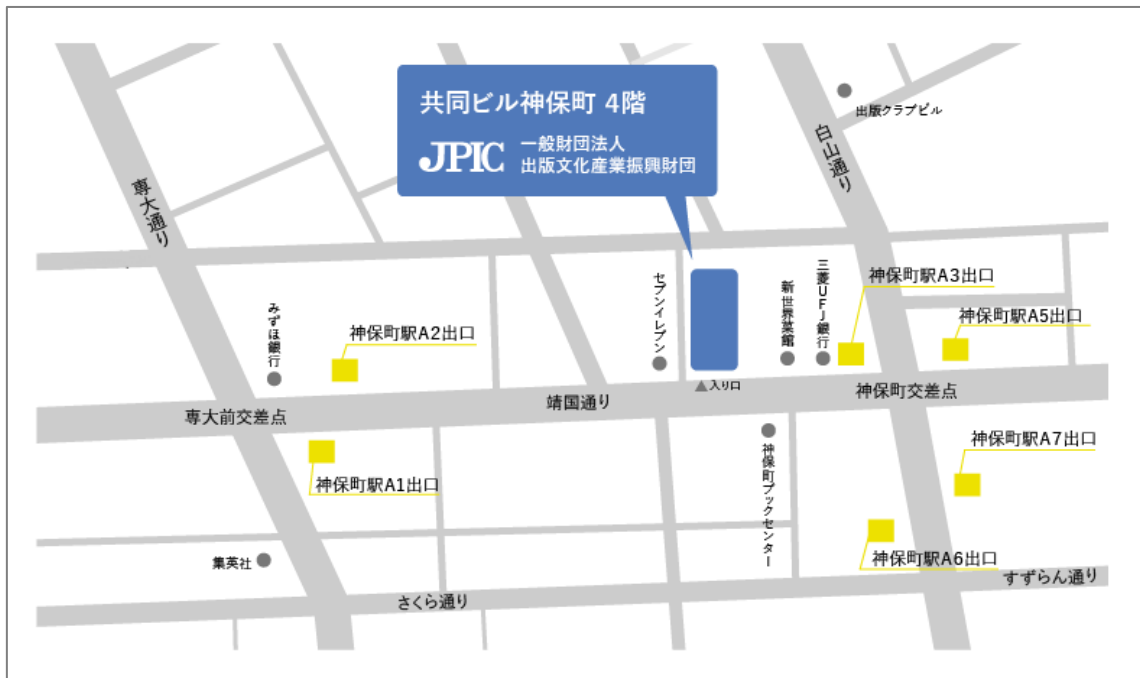 共同ビル神保町 4階
JPIC
一般財団法人
出版文化産業振興財団
出版クラブビル
白山通り
専大通り
神保町駅A3出口
三菱UFJ銀行
新世界菜館
セブンイレブン
神保町駅A5出口
みずほ銀行
神保町駅A2出口
▲入り口
神保町交差点
靖国通り
専大前交差点
神保町駅A7出口
神保町ブックセンター
神保町駅A1出口
神保町駅A6出口
集英社
すずらん通り
さくら通り